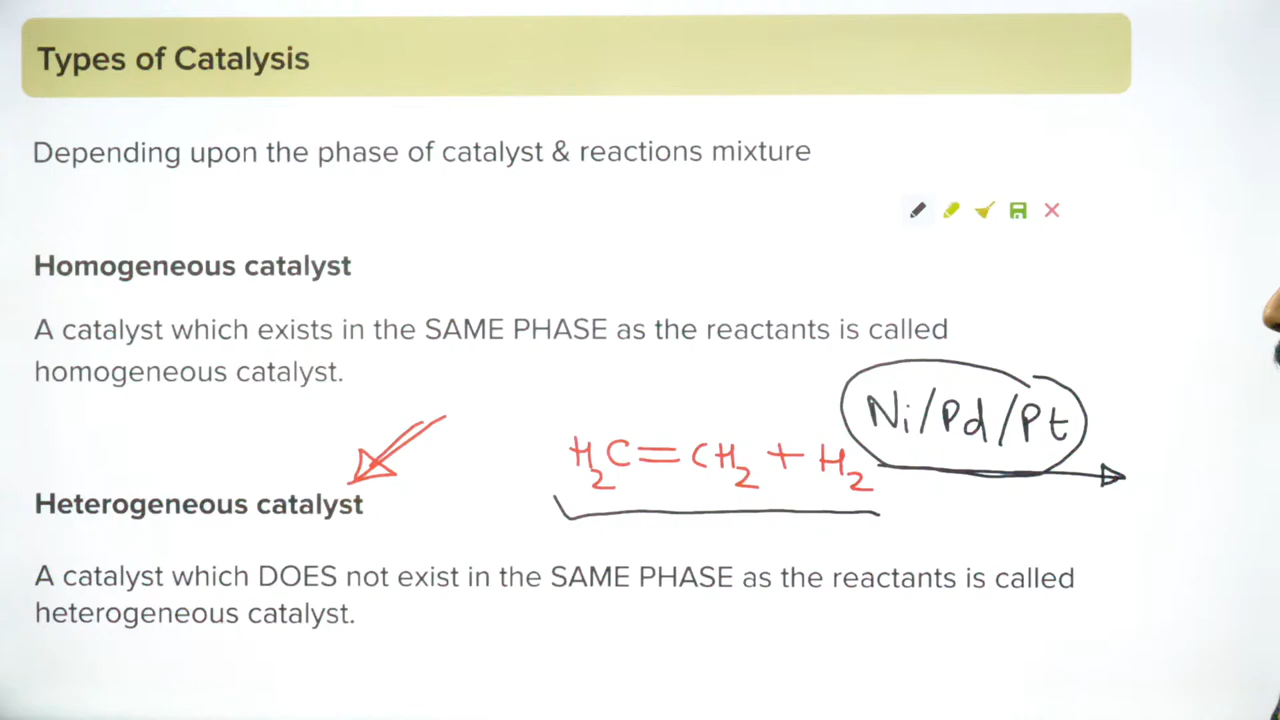 Types of Catalysis
Depending upon the phase of catalyst & reactions mixture
Homogeneous catalyst
A catalyst which exists in the SAME PHASE as the reactants is called
homogeneous catalyst.
Ni/Pd/Pt
H₂C=CH₂ + H₂
Heterogeneous catalyst
A catalyst which DOES not exist in the SAME PHASE as the reactants is called
heterogeneous catalyst.